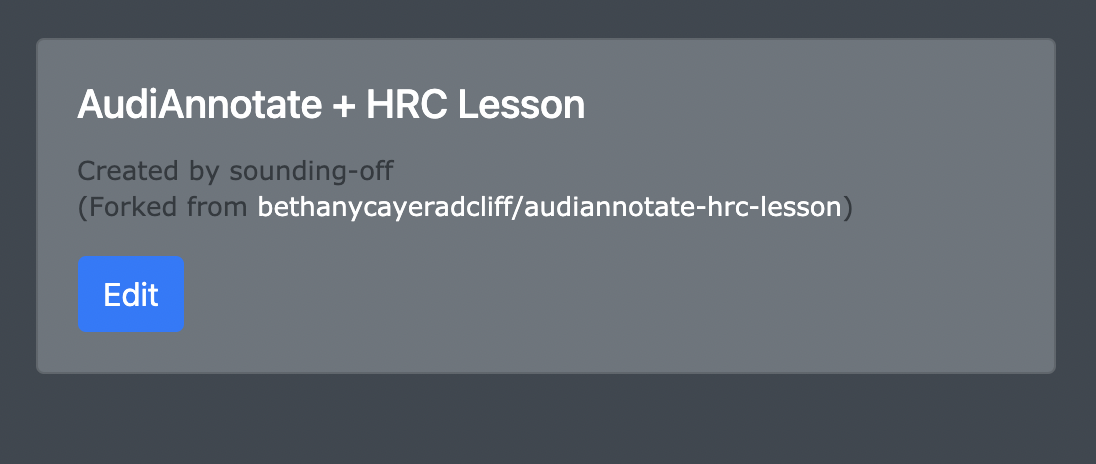 AudiAnnotate + HRC Lesson
Created by sounding-off
(Forked from bethanycayeradcliff/audiannotate-hrc-lesson)
Edit